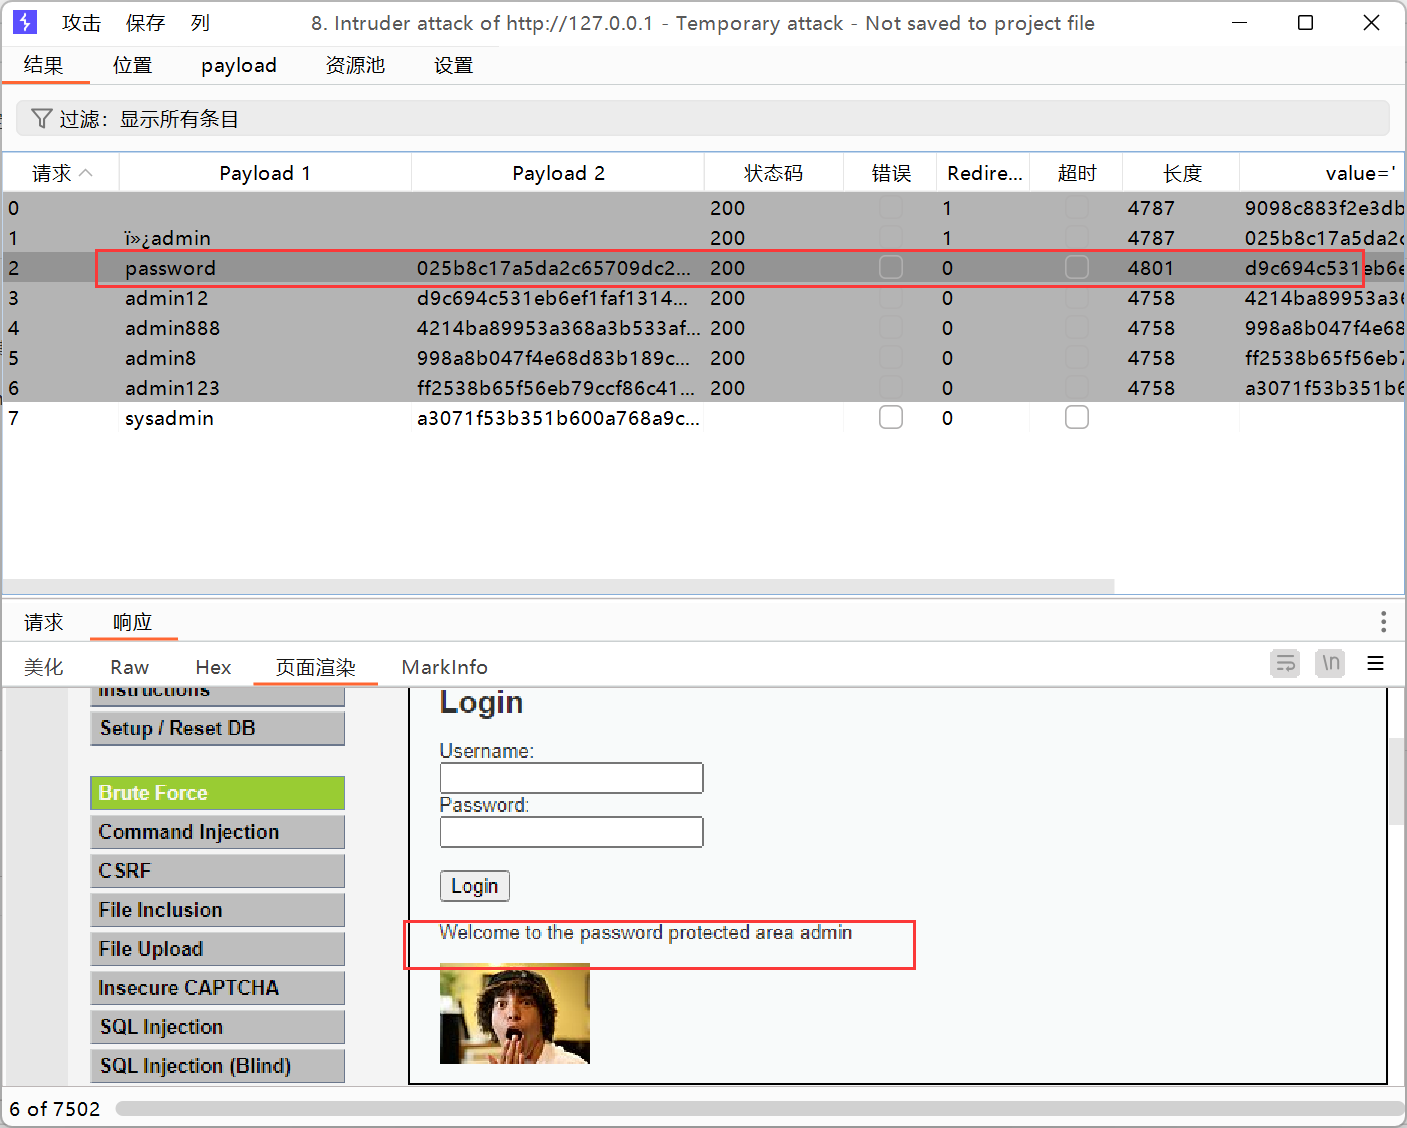 攻击 保存 列 8. Intruder attack of http://127.0.0.1 - Temporary attack - Not saved to project file
结果 位置 payload 资源池 设置
过滤：显示所有条目
请求 Payload 1 Payload 2 状态码 错误 Redire... 超时 长度 value='
0 200 1 4787 9098c883f2e3db
1 ï»¿admin 200 1 4787 025b8c17a5da2c
2 password 025b8c17a5da2c65709dc2... 200 0 4801 d9c694c531eb6e
3 admin12 d9c694c531eb6ef1faf1314... 200 0 4758 4214ba89953a36
4 admin888 4214ba89953a368a3b533af... 200 0 4758 998a8b047f4e68
5 admin8 998a8b047f4e68d83b189c... 200 0 4758 ff2538b65f56eb7
6 admin123 ff2538b65f56eb79ccf86c41... 200 0 4758 a3071f53b351b6
7 sysadmin a3071f53b351b600a768a9c... 0
请求 响应
美化 Raw Hex 页面渲染 MarkInfo \n
Instructions
Setup / Reset DB
Brute Force
Command Injection
CSRF
File Inclusion
File Upload
Insecure CAPTCHA
SQL Injection
SQL Injection (Blind)
Login
Username:
Password:
Login
Welcome to the password protected area admin
6 of 7502